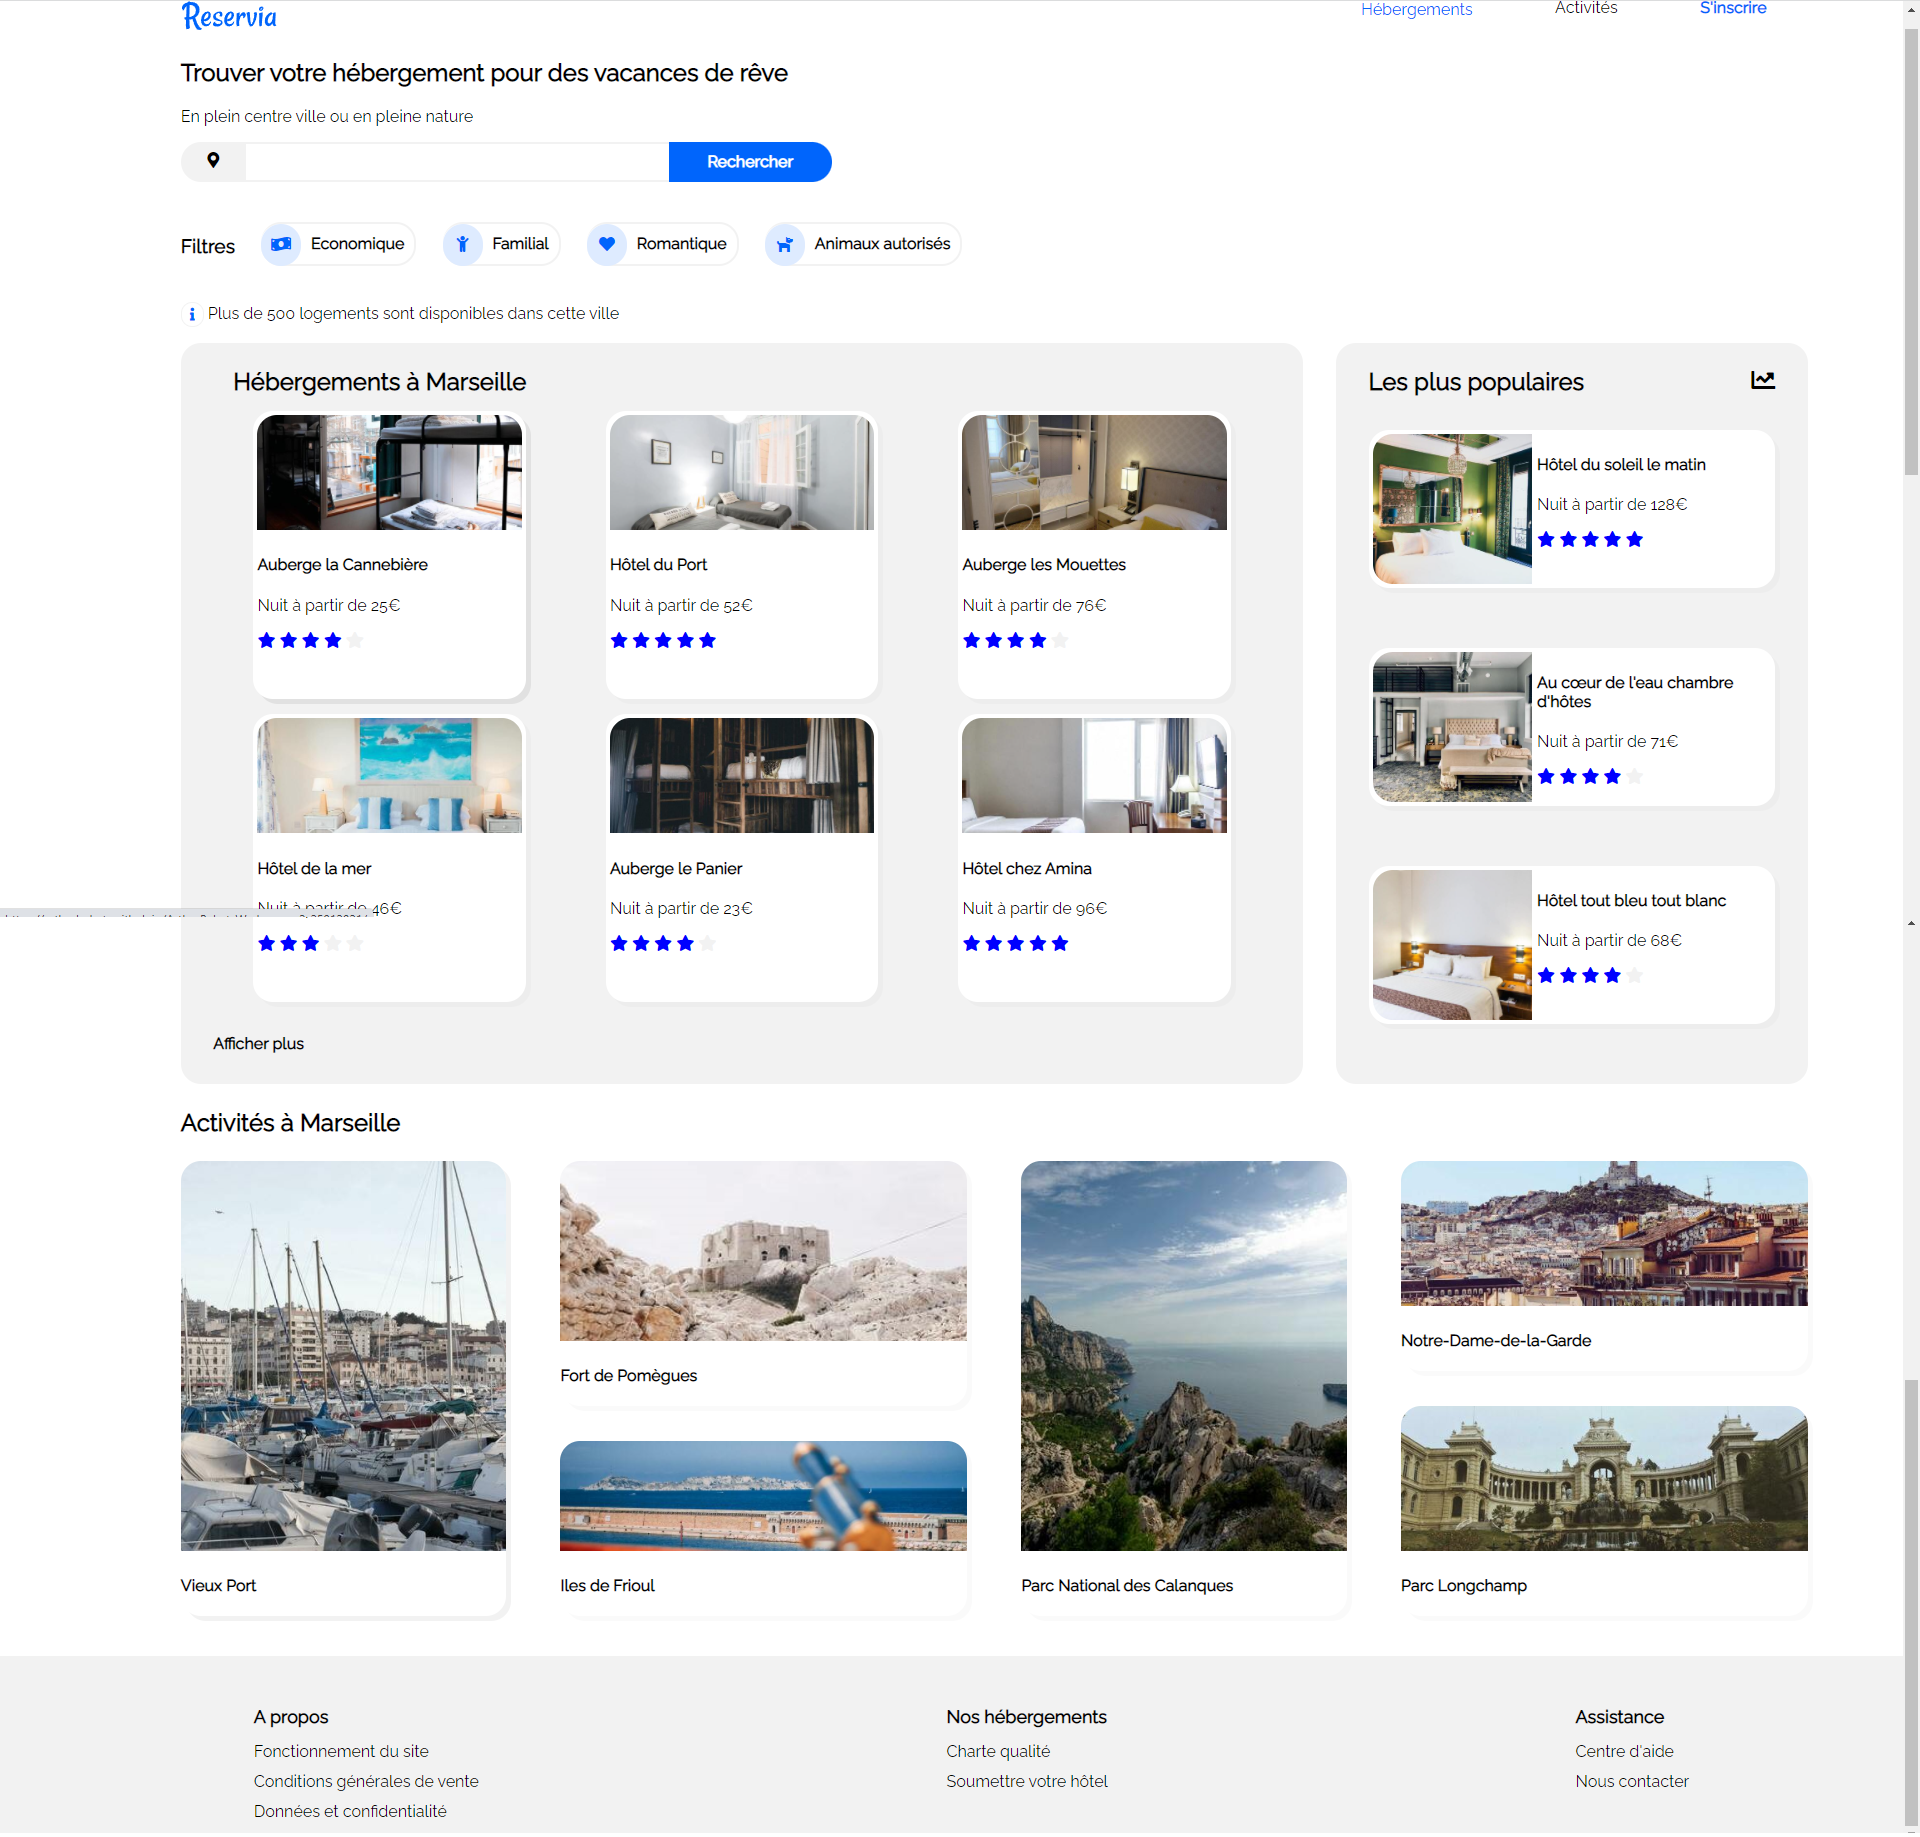 Reservia
Hébergements
Activités
S'inscrire
Trouver votre hébergement pour des vacances de rêve
En plein centre ville ou en pleine nature
Rechercher
Filtres
Economique
Familial
Romantique
Animaux autorisés
Plus de 500 logements sont disponibles dans cette ville
Hébergements à Marseille
Auberge la Cannebière
Nuit à partir de 25€
Hôtel du Port
Nuit à partir de 52€
Auberge les Mouettes
Nuit à partir de 76€
Hôtel de la mer
Nuit à partir de 46€
Auberge le Panier
Nuit à partir de 23€
Hôtel chez Amina
Nuit à partir de 96€
Afficher plus
Les plus populaires
Hôtel du soleil le matin
Nuit à partir de 128€
Au cœur de l'eau chambre
d'hôtes
Nuit à partir de 71€
Hôtel tout bleu tout blanc
Nuit à partir de 68€
Activités à Marseille
Vieux Port
Fort de Pomègues
Iles de Frioul
Parc National des Calanques
Notre-Dame-de-la-Garde
Parc Longchamp
A propos
Fonctionnement du site
Conditions générales de vente
Données et confidentialité
Nos hébergements
Charte qualité
Soumettre votre hôtel
Assistance
Centre d'aide
Nous contacter